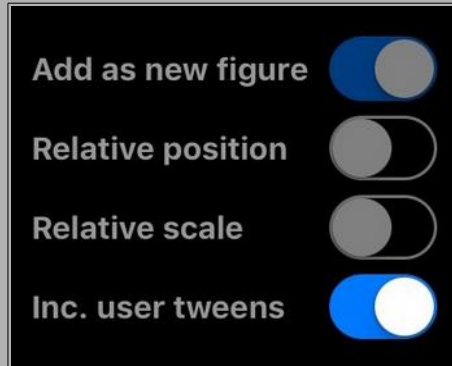 Add as new figure
Relative position
Relative scale
Inc. user tweens